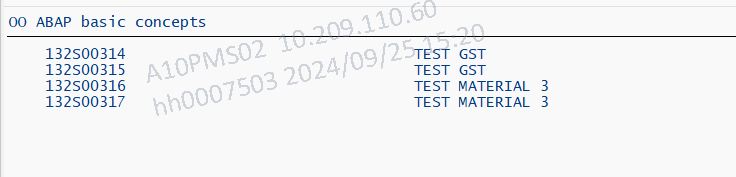 OO ABAP basic concepts
132S00314 TEST GST
132S00315 TEST GST
132S00316 TEST MATERIAL 3
132S00317 TEST MATERIAL 3
A10PMS02 10.209.110.60
hh0007503 2024/09/25 15:20